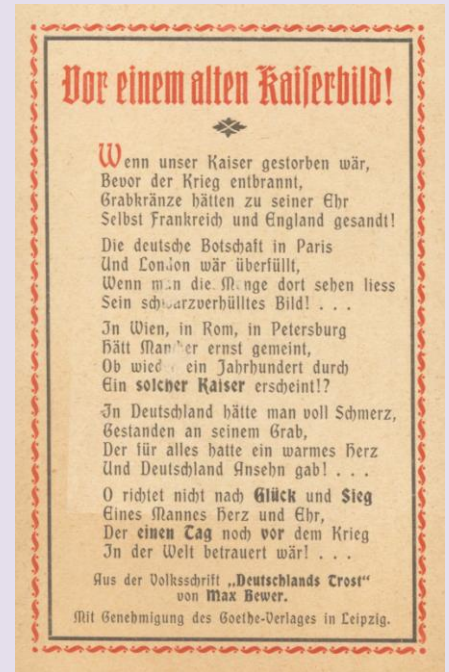 Vor einem alten Kaiserbild!
Wenn unser Kaiser gestorben wär,
Bevor der Krieg entbrannt,
Grabkränze hätten zu seiner Ehr
Selbst Frankreich und England gesandt!
Die deutsche Botschaft in Paris
Und London wär überfüllt,
Wenn man die Menge dort sehen liess
Sein schwarzverhülltes Bild! . . .
In Wien, in Rom, in Petersburg
Hätt Mancher ernst gemeint,
Ob wieder ein Jahrhundert durch
Ein solcher Kaiser erscheint!?
In Deutschland hätte man voll Schmerz,
Gestanden an seinem Grab,
Der für alles hatte ein warmes Herz
Und Deutschland Ansehn gab! . . .
O richtet nicht nach Glück und Sieg
Eines Mannes Herz und Ehr,
Der einen Tag noch vor dem Krieg
In der Welt betrauert wär! . . .
Aus der Volksschrift „Deutschlands Trost“
von Max Bewer.
Mit Genehmigung des Goethe-Verlages in Leipzig.